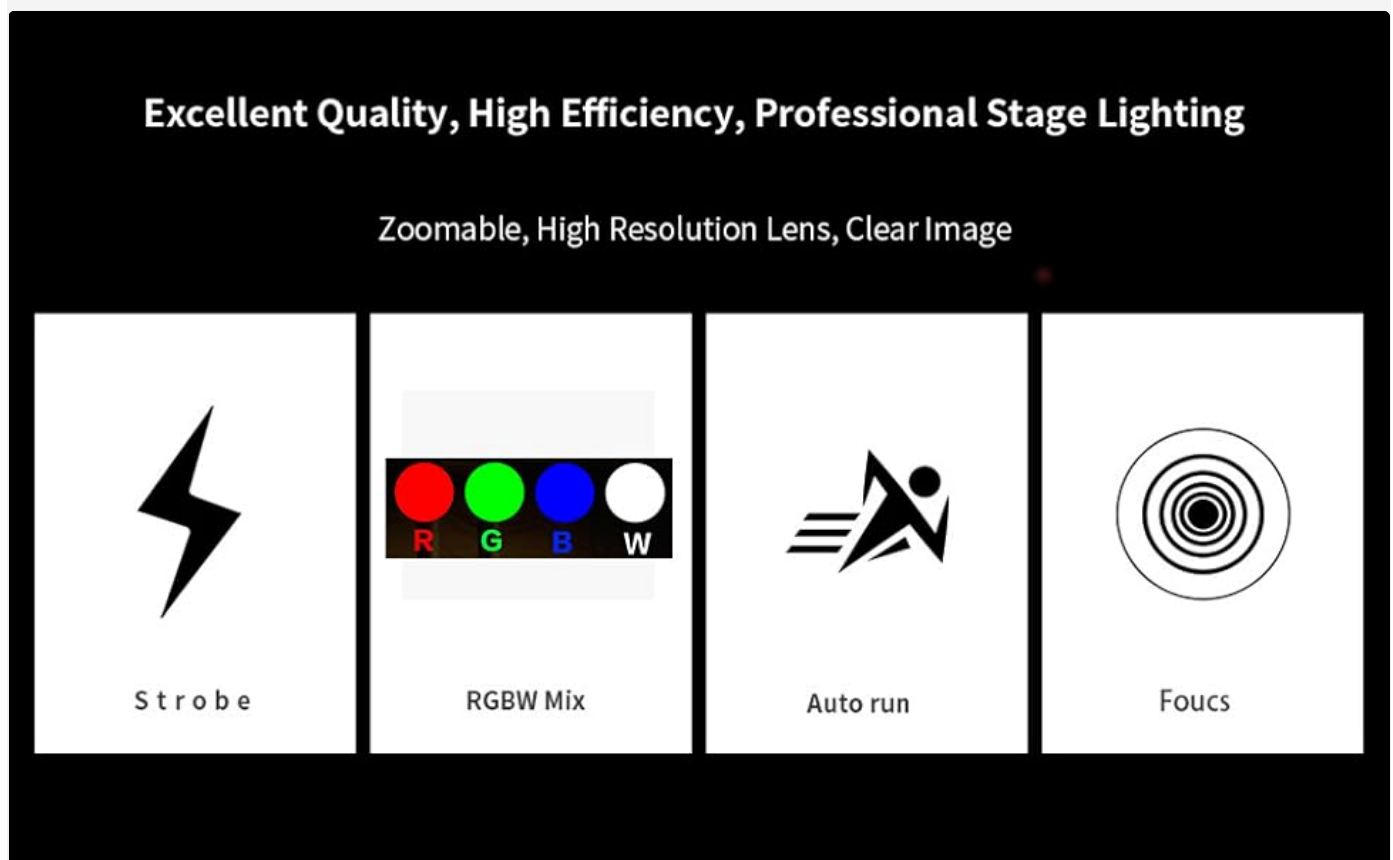 Excellent Quality, High Efficiency, Professional Stage Lighting
Zoomable, High Resolution Lens, Clear Image
R G B W
Strobe
RGBW Mix
Auto run
Foucs